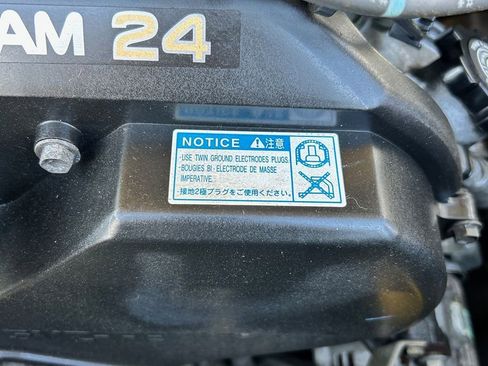 AM 24
NOTICE ⚠注意
·USE TWIN GROUND ELECTRODES PLUGS.
·BOUGIES BI-ELECTRODE DE MASSE
IMPERATIVE.
·接地2極プラグをご使用ください。